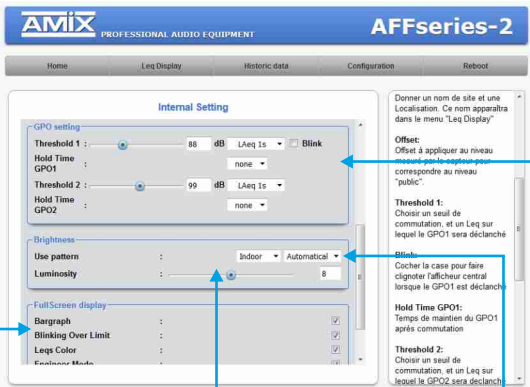 AMIX PROFESSIONAL AUDIO EQUIPMENT
AFFseries-2
Home Leq Display Historic data Configuration Reboot
Internal Setting
GPO setting
Threshold 1 : 88 dB LAeq 1s Blink
Hold Time GPO1 : none
Threshold 2 : 99 dB LAeq 1s
Hold Time GPO2 : none
Brightness
Use pattern : Indoor Automatical
Luminosity : 8
FullScreen display
Bargraph :
Blinking Over Limit :
Leqs Color :
Engineer Mode :
Donner un nom de site et une
Localisation. Ce nom apparaîtra
dans le menu "Leq Display"
Offset:
Offset à appliquer au niveau
mesuré par le capteur pour
correspondre au niveau
"public".
Threshold 1:
Choisir un seuil de
commutation, et un Leq sur
lequel le GPO1 sera déclanché
Blink:
Cocher la case pour faire
clignoter l'afficheur central
lorsque le GPO1 est déclanché
Hold Time GPO1:
Temps de maintien du GPO1
aprés commutation
Threshold 2:
Choisir un seuil de
commutation, et un Leq sur
lequel le GPO2 sera déclanché